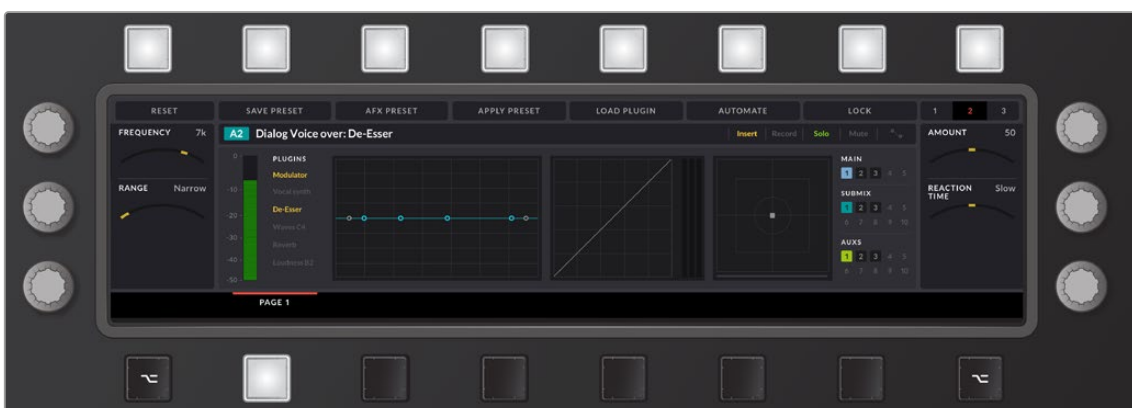 RESET SAVE PRESET AFX PRESET APPLY PRESET LOAD PLUGIN AUTOMATE LOCK 1 2 3
FREQUENCY 7k
RANGE Narrow
A2 Dialog Voice over: De-Esser Insert Record Solo Mute
0
-10
-20
-30
-40
-50
PLUGINS
Modulator
Vocal synth
De-Esser
Waves C6
Reverb
MAIN
1 2 3 4 5
SUBMIX
1 2 3 4 5
6 7 8 9 10
AUXS
1 2 3 4 5
6 7 8 9 10
AMOUNT 50
REACTION TIME Slow
PAGE 1